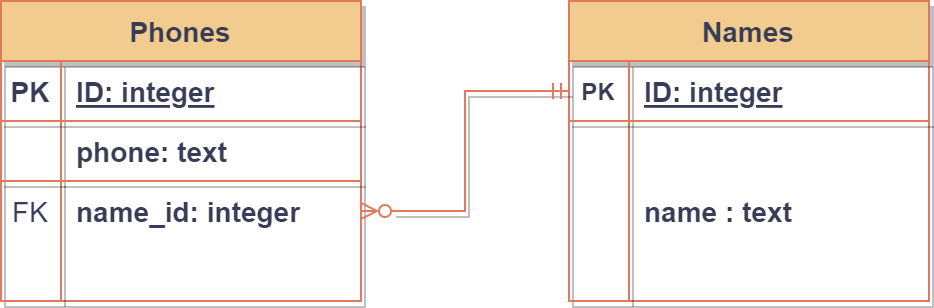 Phones
PK ID: integer
phone: text
FK name_id: integer
Names
PK ID: integer
name : text